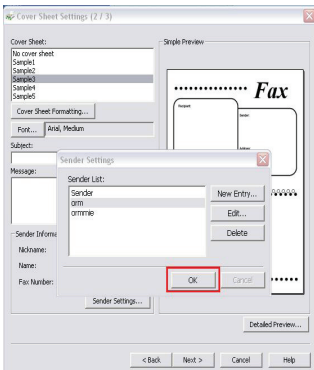 Cover Sheet Settings (2 / 3)
Cover Sheet:
No cover sheet
Sample1
Sample2
Sample3
Sample4
Sample5
Cover Sheet Formatting...
Font... Arial, Medium
Subject:
Message:
Simple Preview
Fax
Sender Settings
Sender List:
Sender
orm
ormmie
New Entry...
Edit...
Delete
OK Cancel
Sender Informa
Nickname:
Name:
Fax Number:
Sender Settings...
Detailed Preview...
< Back Next > Cancel Help